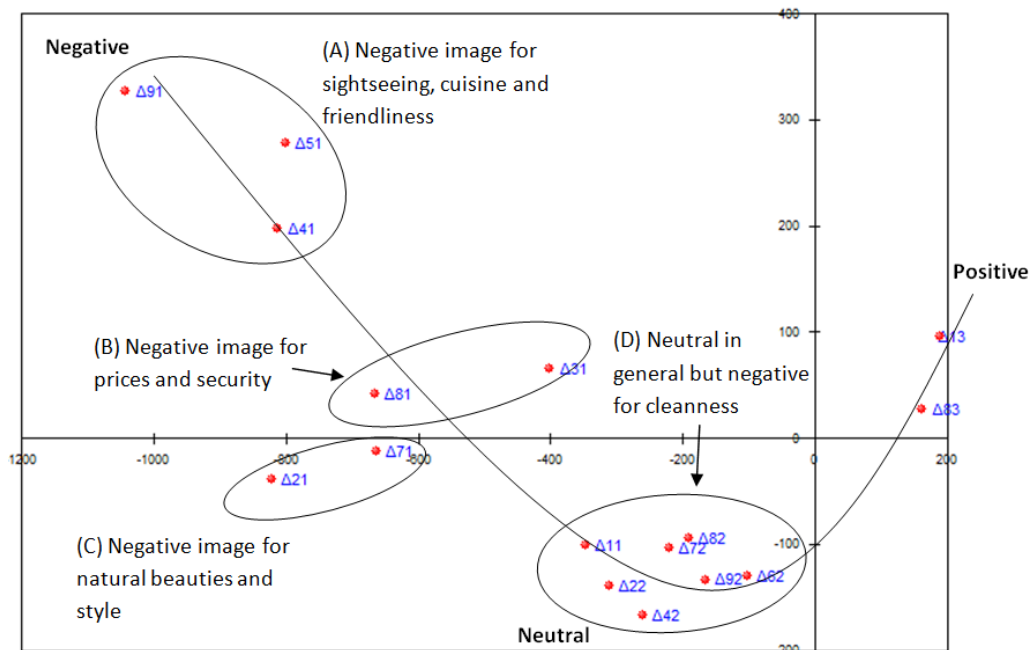 400
Negative
(A) Negative image for
sightseeing, cuisine and
friendliness
Δ91
300
Δ51
Δ41
200
Positive
(B) Negative image for
prices and security
(D) Neutral in
general but negative
for cleanness
100
Δ13
Δ31
Δ81
Δ83
0
1200
-1000
-800
-600
-400
-200
0
200
Δ71
Δ21
(C) Negative image for
natural beauties and
style
-100
Δ11
Δ82
Δ72
Δ22
Δ92
Δ62
Δ42
Neutral